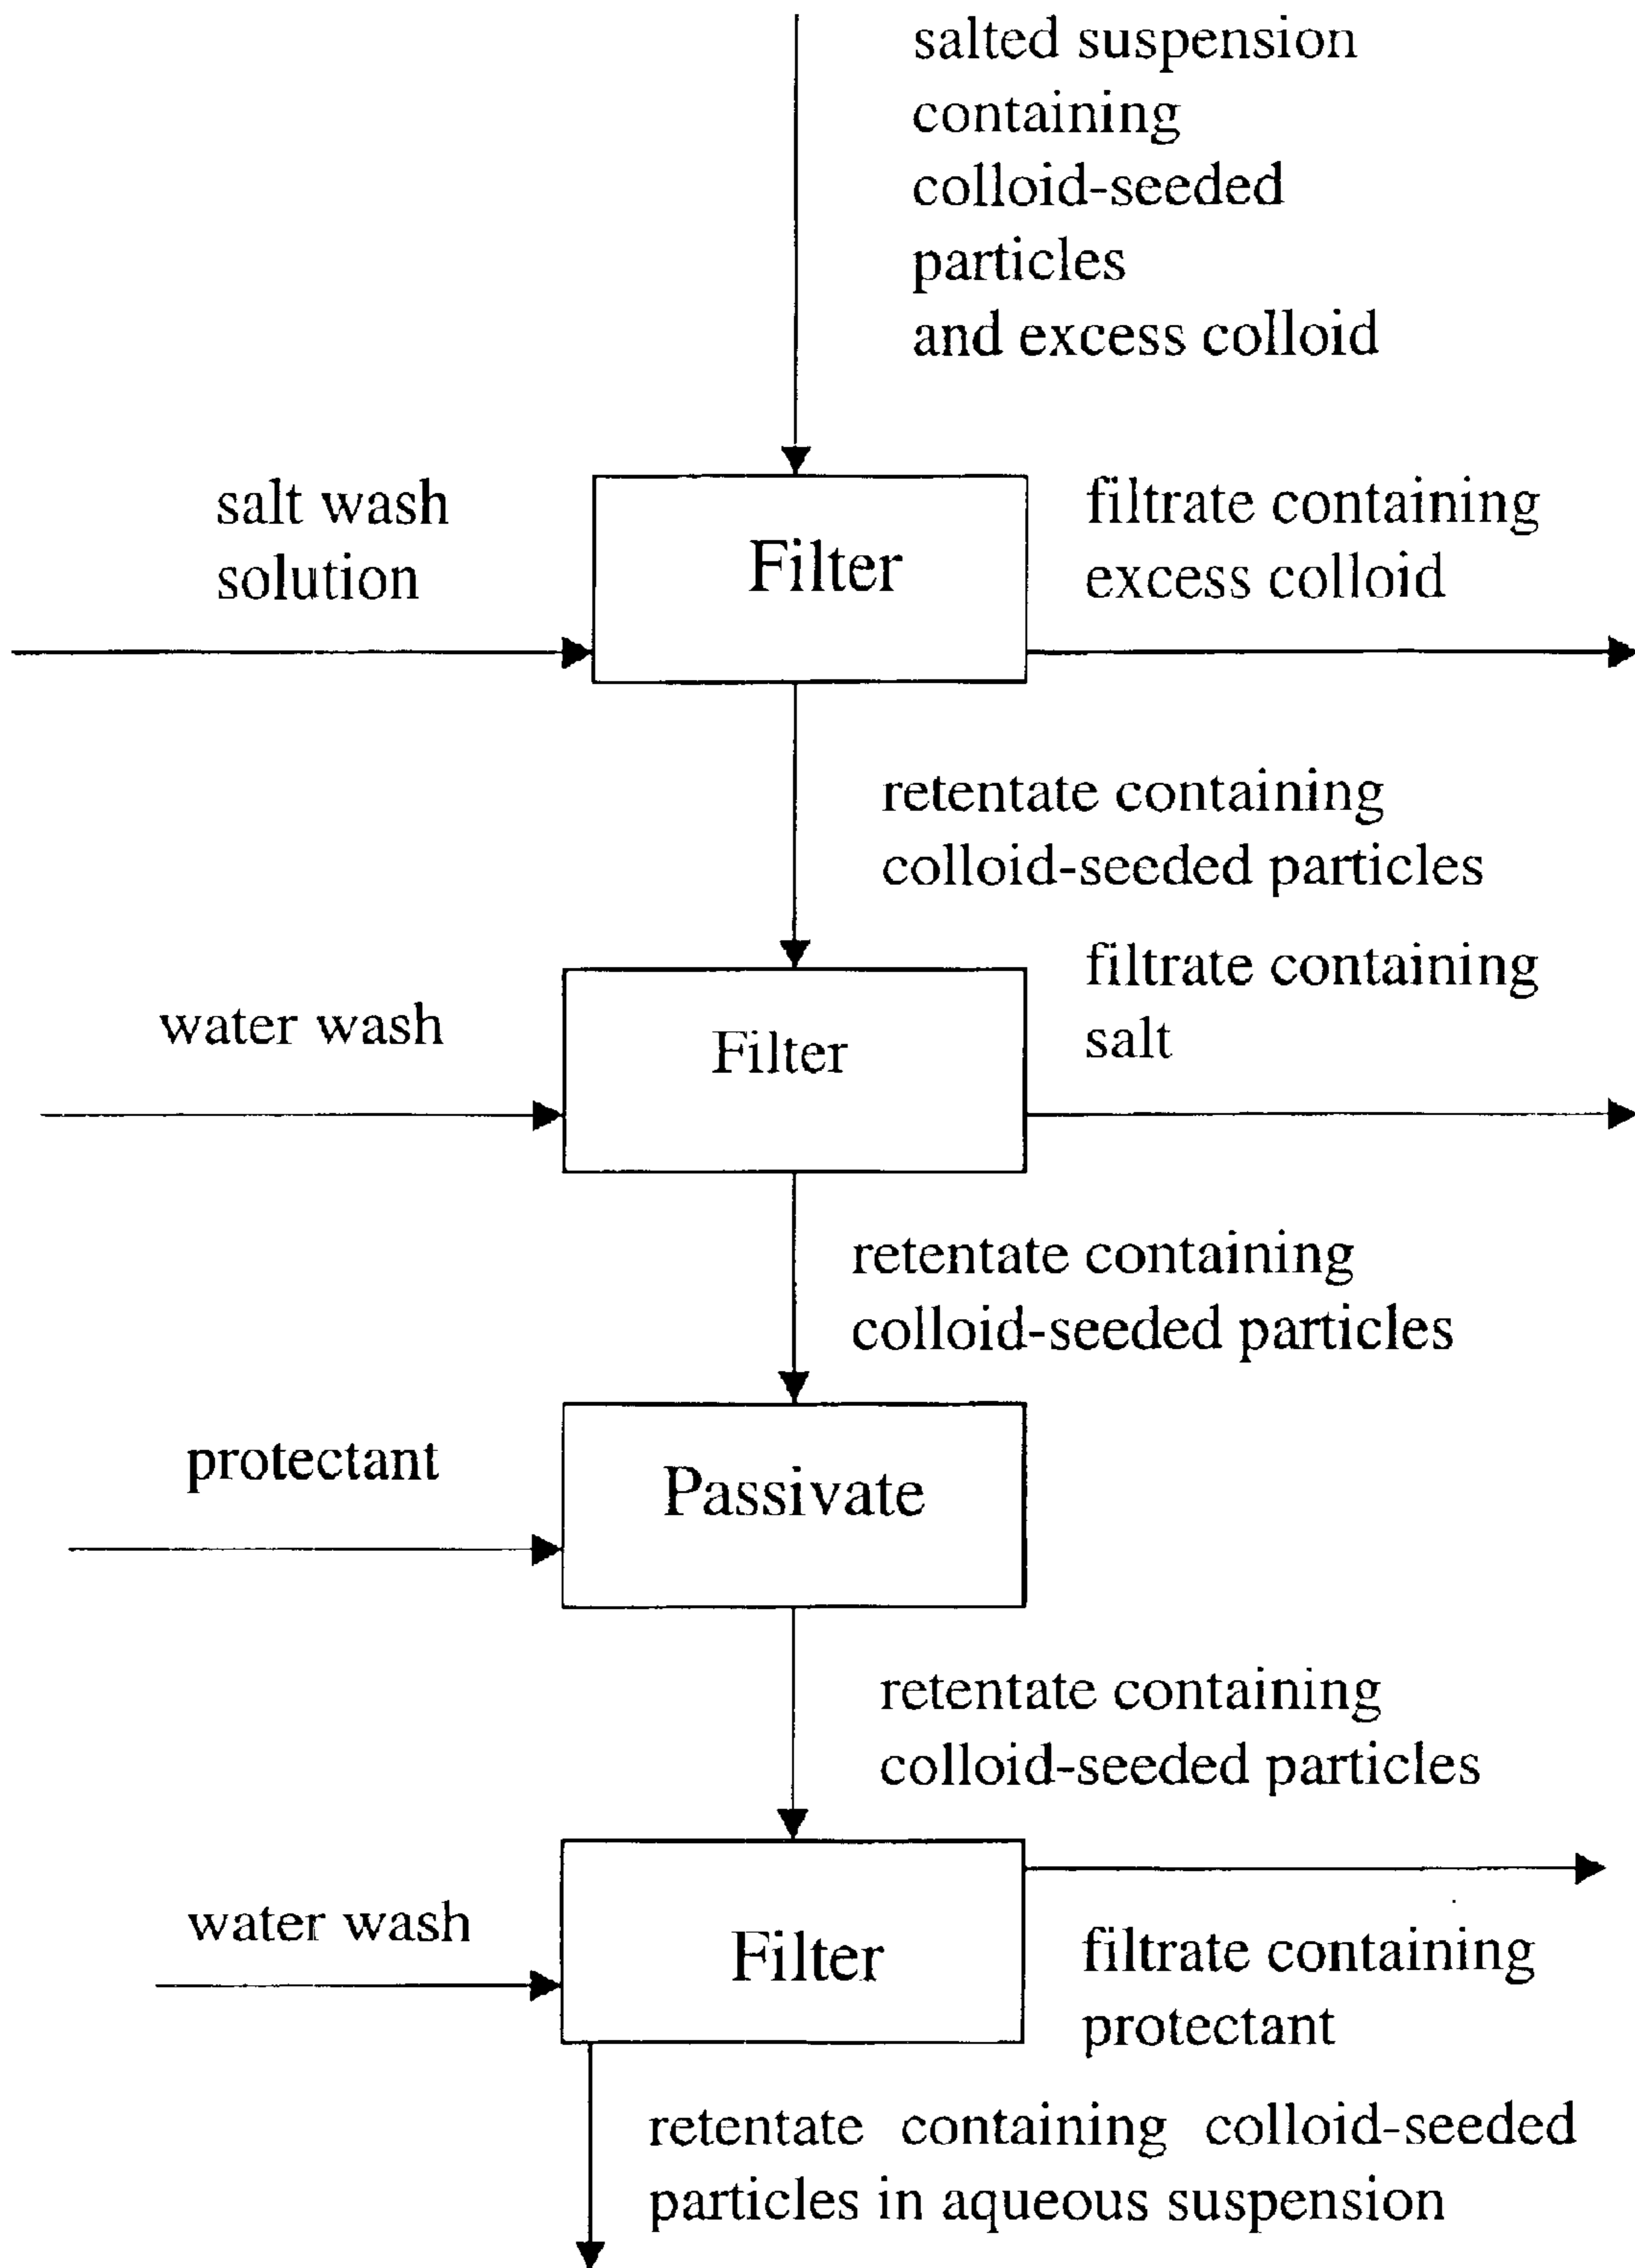 salted suspension
containing
colloid-seeded
particles
and excess colloid
salt wash
solution
Filter
filtrate containing
excess colloid
retentate containing
colloid-seeded particles
water wash
Filter
filtrate containing
salt
retentate containing
colloid-seeded particles
protectant
Passivate
retentate containing
colloid-seeded particles
water wash
Filter
filtrate containing
protectant
retentate containing colloid-seeded
particles in aqueous suspension